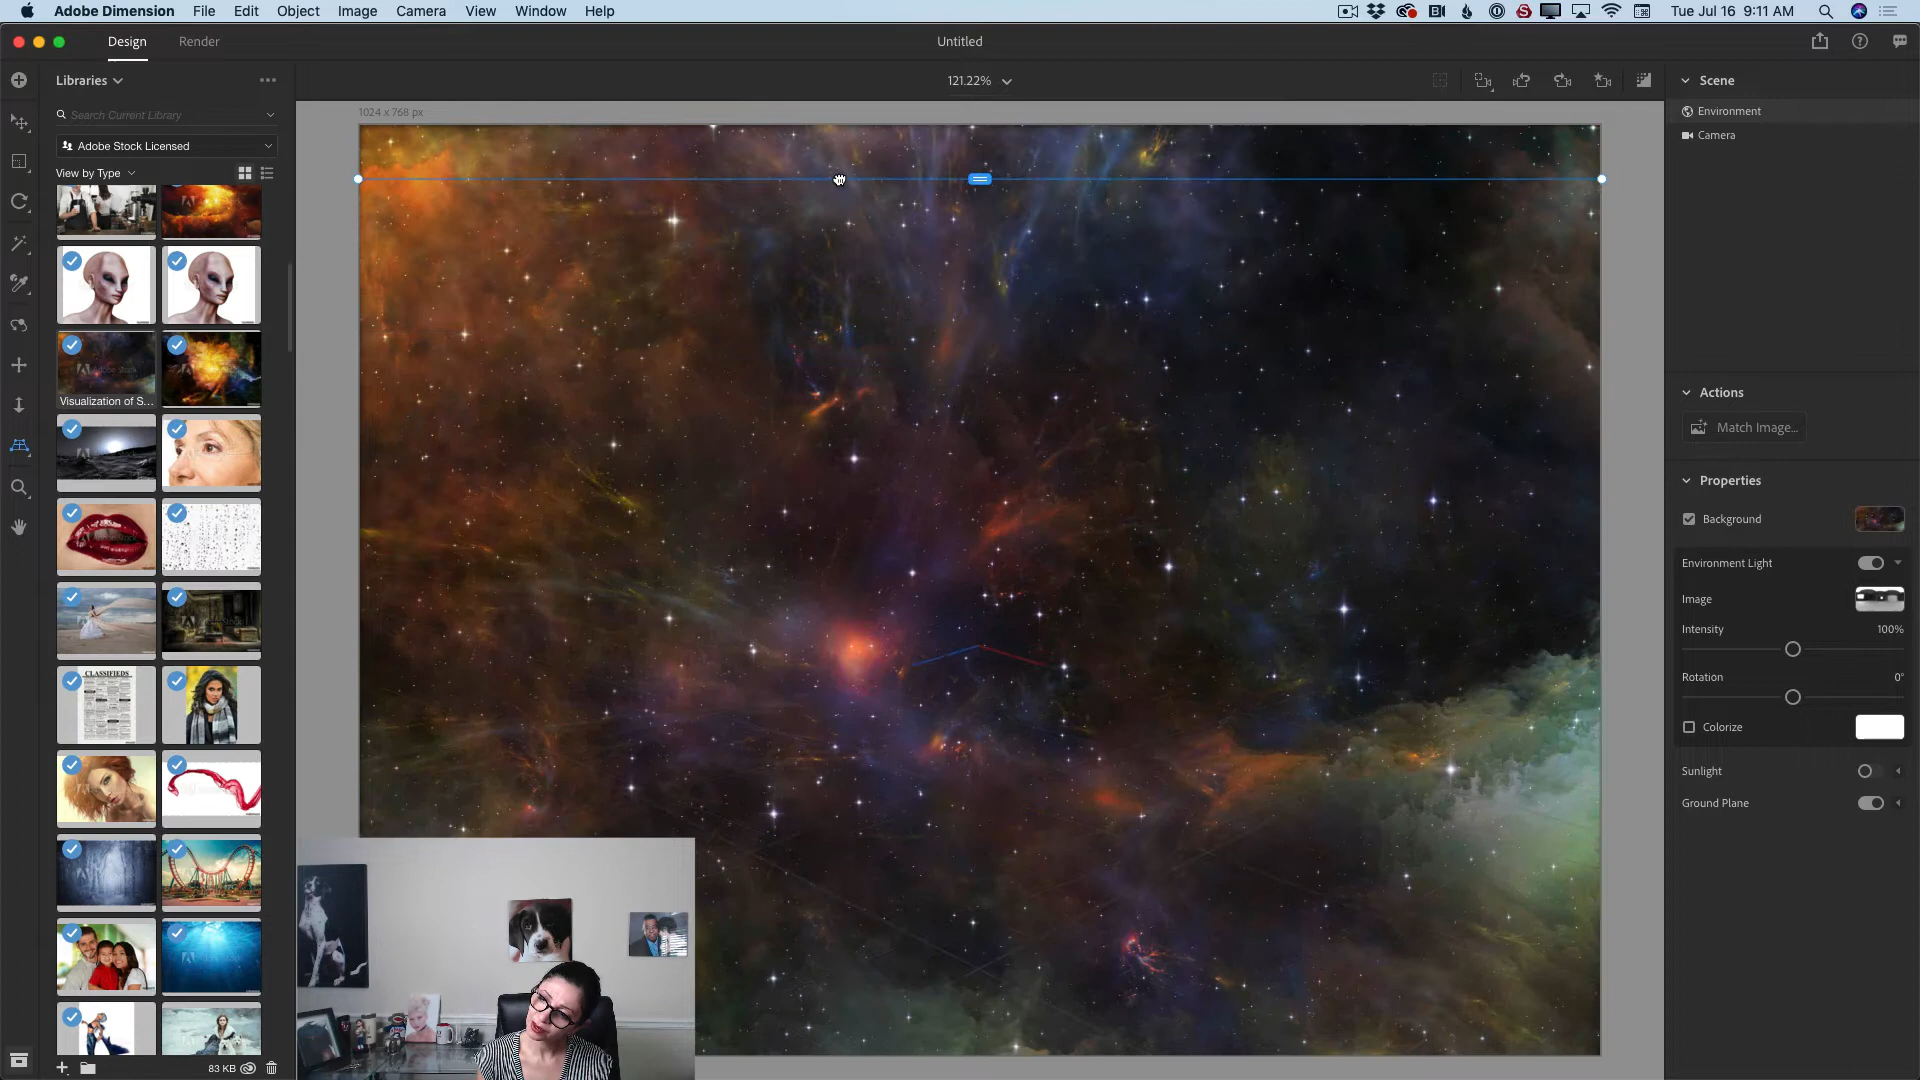 Adobe Dimension File Edit Object Image Camera View Window Help Tue Jul 16 9:11 AM
Design Render Untitled
Libraries 121.22% Scene
1024 x 768 px
Search Current Library Environment
Camera
Adobe Stock Licensed
View by Type
Visualization of S...
Actions
Match Image...
Properties
Background
Environment Light
Image
Intensity 100%
Rotation 0°
Colorize
Sunlight
Ground Plane
CLASSIFIEDS
83 KB